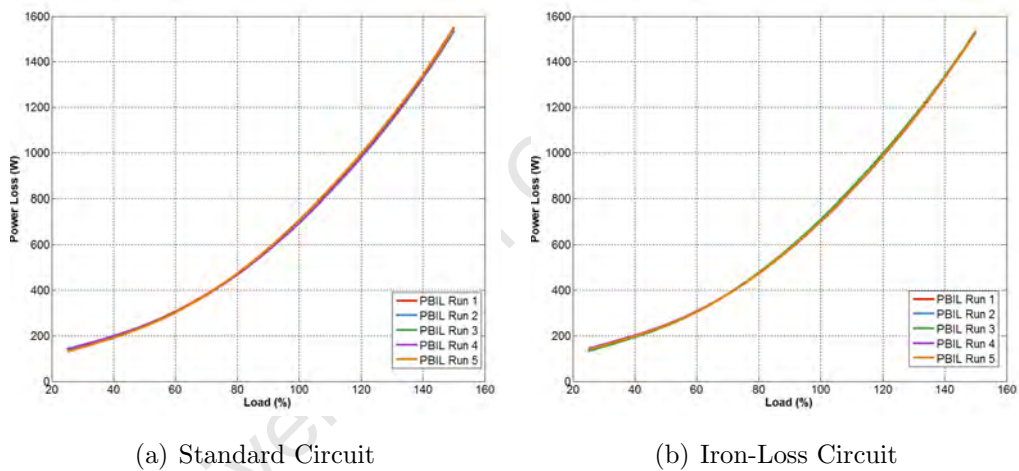 1600
1400
1200
1000
800
600
400
200
0
Power Loss (W)
20 40 60 80 100 120 140 160
Load (%)
PBIL Run 1
PBIL Run 2
PBIL Run 3
PBIL Run 4
PBIL Run 5
(a) Standard Circuit
1600
1400
1200
1000
800
600
400
200
0
Power Loss (W)
20 40 60 80 100 120 140 160
Load (%)
PBIL Run 1
PBIL Run 2
PBIL Run 3
PBIL Run 4
PBIL Run 5
(b) Iron-Loss Circuit